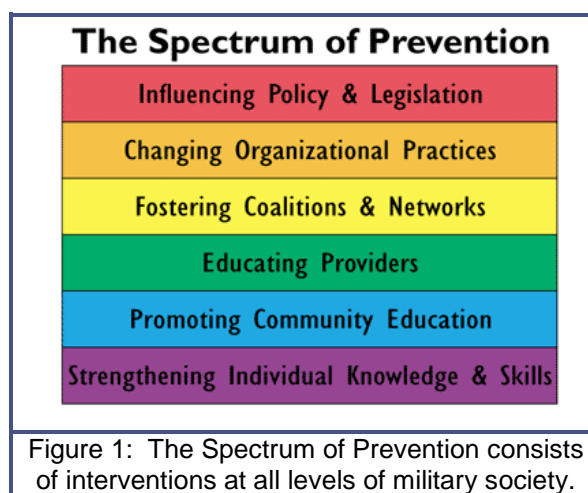 The Spectrum of Prevention
Influencing Policy & Legislation
Changing Organizational Practices
Fostering Coalitions & Networks
Educating Providers
Promoting Community Education
Strengthening Individual Knowledge & Skills
Figure 1:  The Spectrum of Prevention consists
of interventions at all levels of military society.